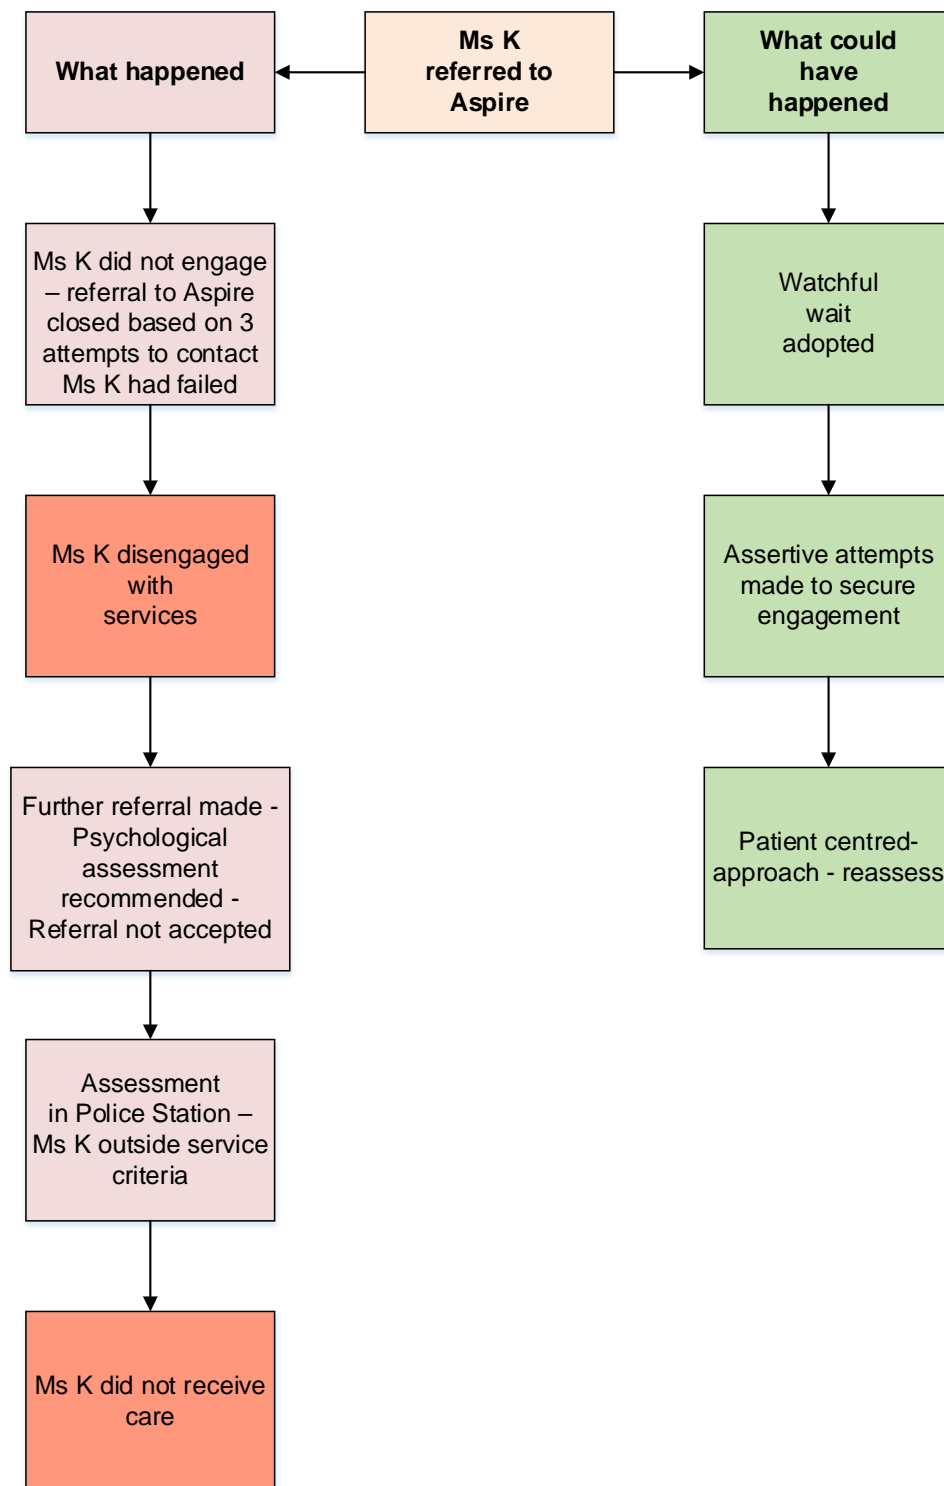 What happened
Ms K
referred to
Aspire
What could
have
happened
Ms K did not engage
– referral to Aspire
closed based on 3
attempts to contact
Ms K had failed
Watchful
wait
adopted
Ms K disengaged
with
services
Assertive attempts
made to secure
engagement
Further referral made -
Psychological
assessment
recommended -
Referral not accepted
Patient centred-
approach - reassess
Assessment
in Police Station –
Ms K outside service
criteria
Ms K did not receive
care